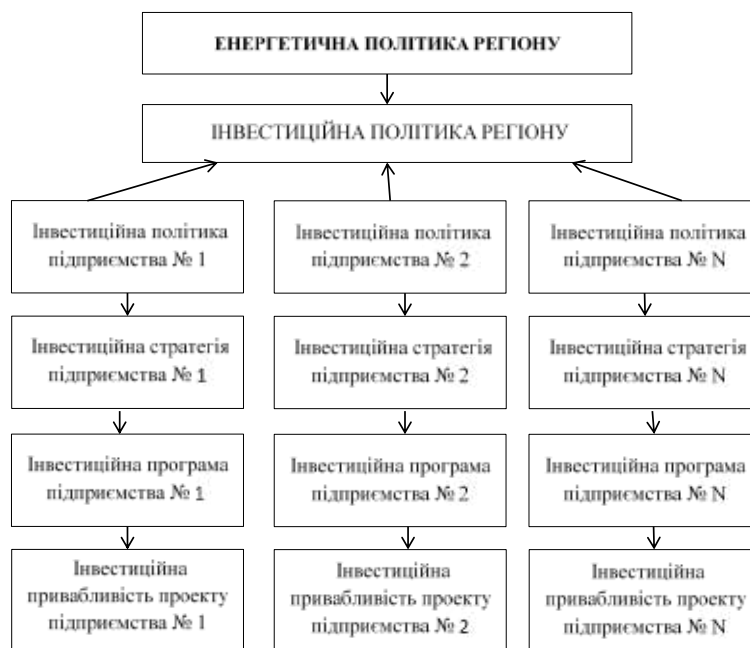 ЕНЕРГЕТИЧНА ПОЛІТИКА РЕГІОНУ
ІНВЕСТИЦІЙНА ПОЛІТИКА РЕГІОНУ
Інвестиційна політика
підприємства № 1
Інвестиційна політика
підприємства № 2
Інвестиційна політика
підприємства № N
Інвестиційна стратегія
підприємства № 1
Інвестиційна стратегія
підприємства № 2
Інвестиційна стратегія
підприємства № N
Інвестиційна програма
підприємства № 1
Інвестиційна програма
підприємства № 2
Інвестиційна програма
підприємства № N
Інвестиційна
привабливість проекту
підприємства № 1
Інвестиційна
привабливість проекту
підприємства № 2
Інвестиційна
привабливість проекту
підприємства № N